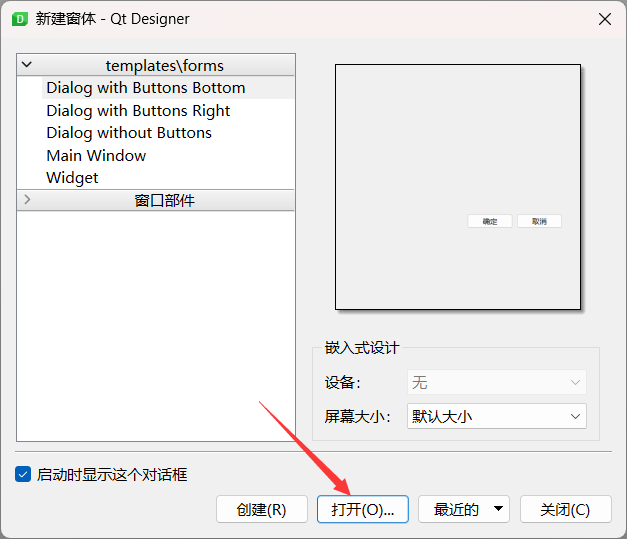 新建窗体 - Qt Designer
templates\forms
Dialog with Buttons Bottom
Dialog with Buttons Right
Dialog without Buttons
Main Window
Widget
窗口部件
确定 取消
嵌入式设计
设备： 无
屏幕大小： 默认大小
启动时显示这个对话框
创建(R) 打开(O)... 最近的 关闭(C)